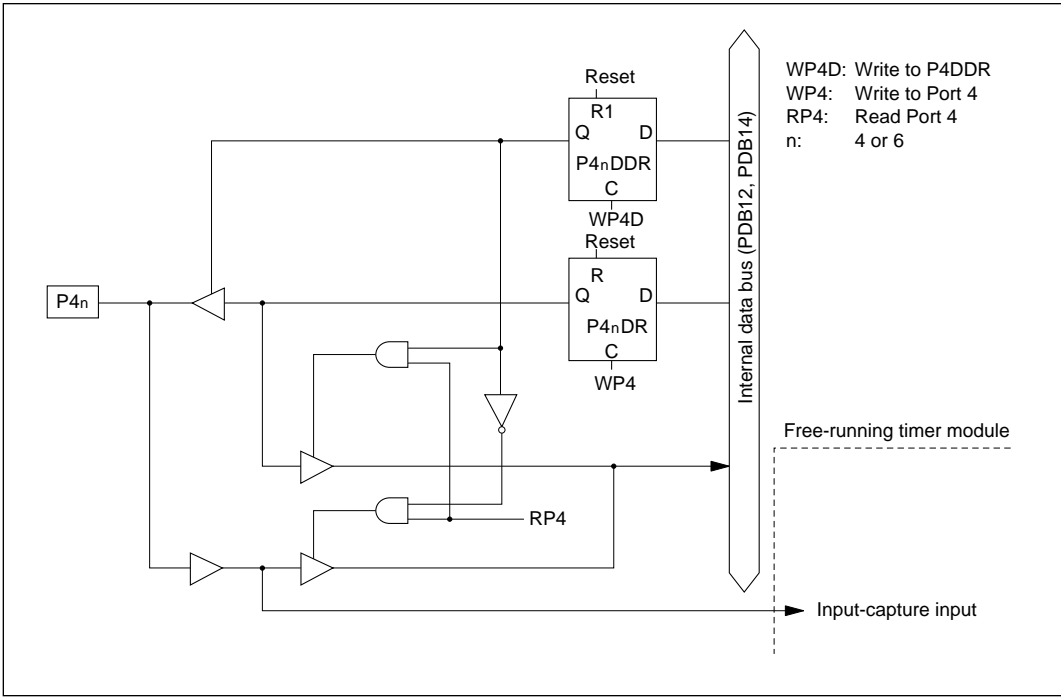 Reset
R1
Q D
P4nDDR
C
WP4D
Reset
R
Q D
P4nDR
C
WP4
P4n
RP4
Internal data bus (PDB12, PDB14)
WP4D: Write to P4DDR
WP4: Write to Port 4
RP4: Read Port 4
n: 4 or 6
Free-running timer module
Input-capture input